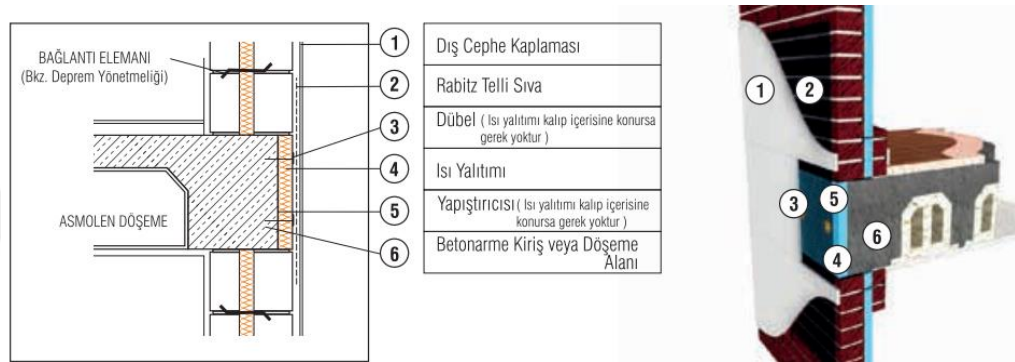 BAĞLANTI ELEMANI
(Bkz. Deprem Yönetmeliği)
ASMOLEN DÖŞEME
1 Dış Cephe Kaplaması
2 Rabitz Telli Sıva
3 Dübel ( Isı yalıtımı kalıp içerisine konursa
gerek yoktur )
4 Isı Yalıtımı
5 Yapıştırıcısı ( Isı yalıtımı kalıp içerisine
konursa gerek yoktur )
6 Betonarme Kiriş veya Döşeme
Alanı
1 2
3 5
6
4